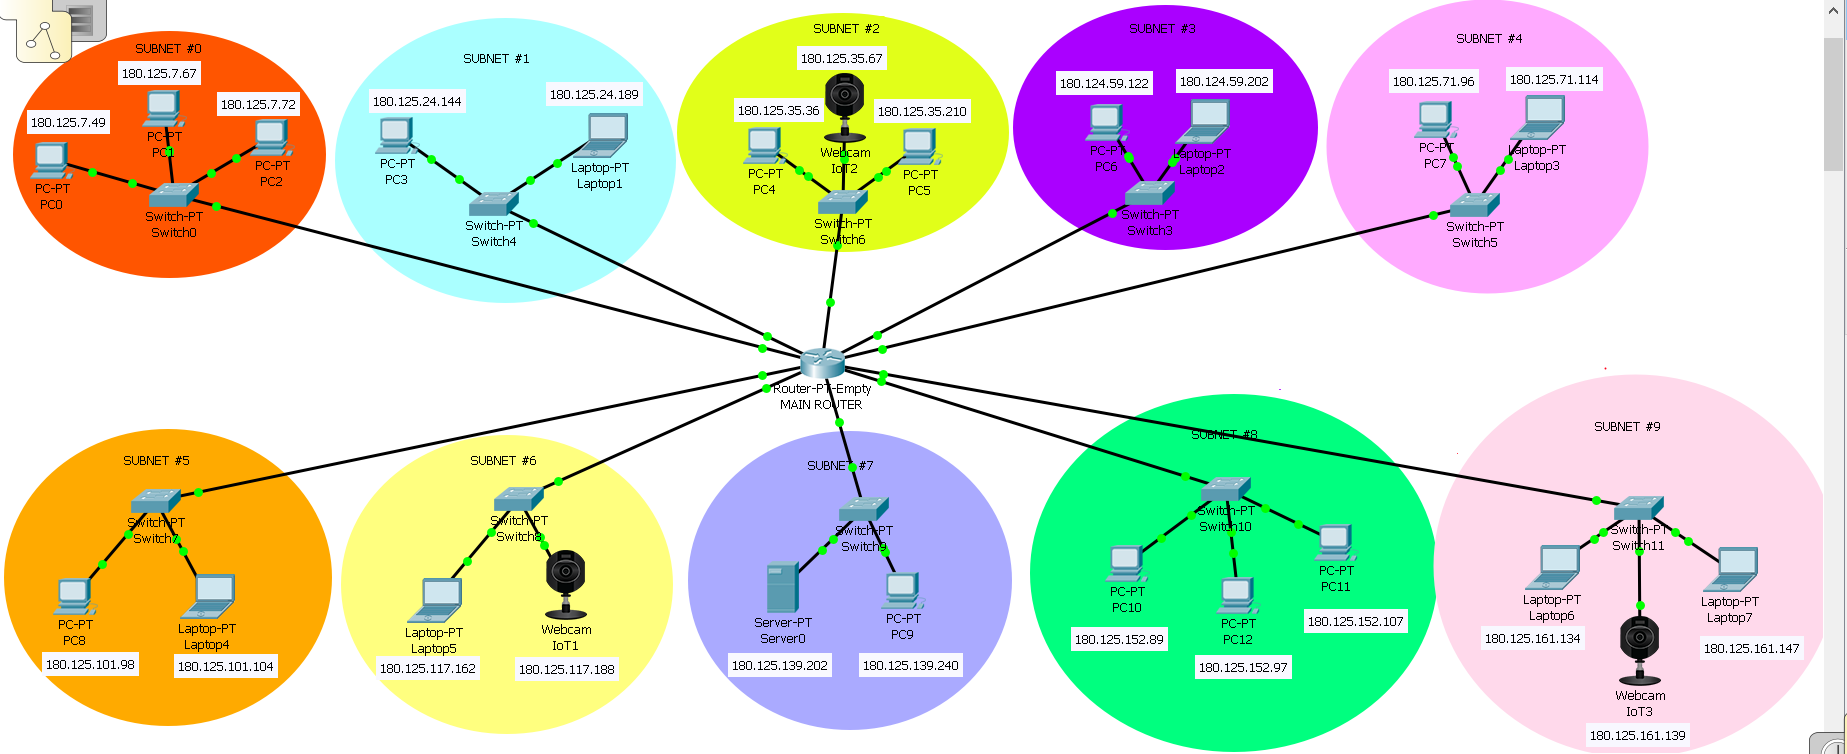 SUBNET #0
180.125.7.67
180.125.7.72
180.125.7.49
PC-PT
PC1
PC-PT
PC2
PC-PT
PC0
Switch-PT
Switch0
SUBNET #1
180.125.24.144
180.125.24.189
PC-PT
PC3
Laptop-PT
Laptop1
Switch-PT
Switch4
SUBNET #2
180.125.35.67
180.125.35.36
180.125.35.210
Webcam
IoT2
PC-PT
PC4
PC-PT
PC5
Switch-PT
Switch6
SUBNET #3
180.124.59.122
180.124.59.202
PC-PT
PC6
Laptop-PT
Laptop2
Switch-PT
Switch3
SUBNET #4
180.125.71.96
180.125.71.114
PC-PT
PC7
Laptop-PT
Laptop3
Switch-PT
Switch5
Router-PT-Empty
MAIN ROUTER
SUBNET #5
Switch-PT
Switch7
PC-PT
PC8
Laptop-PT
Laptop4
180.125.101.98
180.125.101.104
SUBNET #6
Switch-PT
Switch8
Laptop-PT
Laptop5
Webcam
IoT1
180.125.117.162
180.125.117.188
SUBNET #7
Switch-PT
Switch9
Server-PT
Server0
PC-PT
PC9
180.125.139.202
180.125.139.240
SUBNET #8
Switch-PT
Switch10
PC-PT
PC10
PC-PT
PC12
PC-PT
PC11
180.125.152.89
180.125.152.97
180.125.152.107
SUBNET #9
Switch-PT
Switch11
Laptop-PT
Laptop6
Laptop-PT
Laptop7
180.125.161.134
180.125.161.147
Webcam
IoT3
180.125.161.139